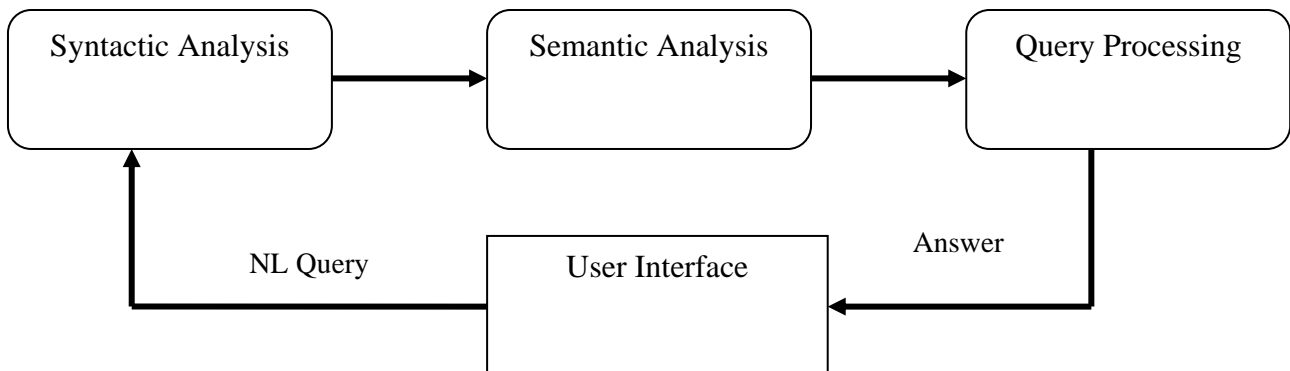 Syntactic Analysis
Semantic Analysis
Query Processing
NL Query
User Interface
Answer